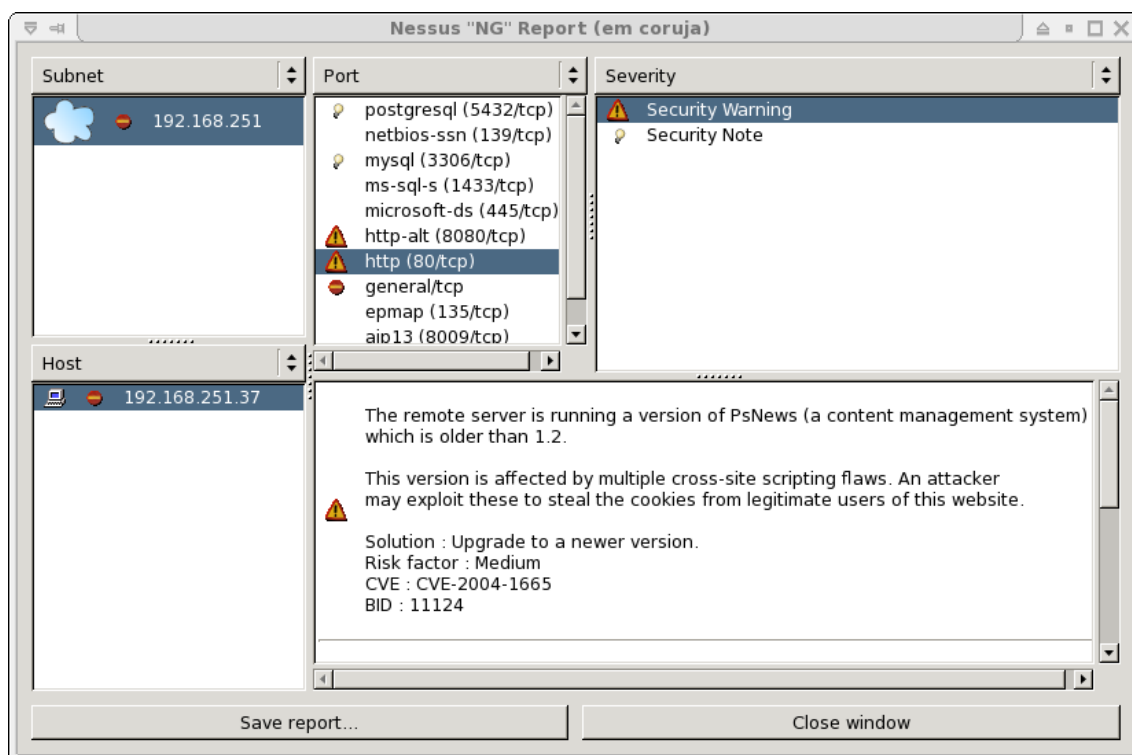 Nessus "NG" Report (em coruja)
Subnet
192.168.251
Port
postgresql (5432/tcp)
netbios-ssn (139/tcp)
mysql (3306/tcp)
ms-sql-s (1433/tcp)
microsoft-ds (445/tcp)
http-alt (8080/tcp)
http (80/tcp)
general/tcp
epmap (135/tcp)
ajp13 (8009/tcp)
Severity
Security Warning
Security Note
Host
192.168.251.37
The remote server is running a version of PsNews (a content management system)
which is older than 1.2.
This version is affected by multiple cross-site scripting flaws. An attacker
may exploit these to steal the cookies from legitimate users of this website.
Solution : Upgrade to a newer version.
Risk factor : Medium
CVE : CVE-2004-1665
BID : 11124
Save report...
Close window